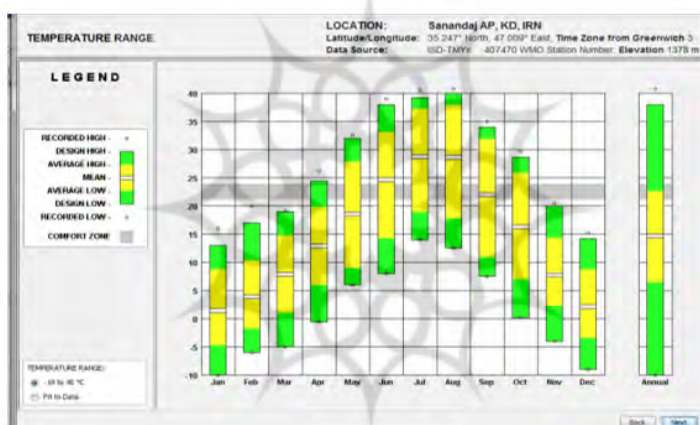 TEMPERATURE RANGE
LOCATION: Sanandaj AP, KD, IRN
Latitude/Longitude: 35.247° North, 47.009° East, Time Zone from Greenwich 3
Data Source: ISD-TMYx 407470 WMO Station Number, Elevation 1378 m
LEGEND
RECORDED HIGH -
DESIGN HIGH -
AVERAGE HIGH -
MEAN -
AVERAGE LOW -
DESIGN LOW -
RECORDED LOW -
COMFORT ZONE
40
35
30
25
20
15
10
5
0
-5
-10
Jan Feb Mar Apr May Jun Jul Aug Sep Oct Nov Dec Annual
TEMPERATURE RANGE:
-10 to 40 °C
Fit to Data
Back Next